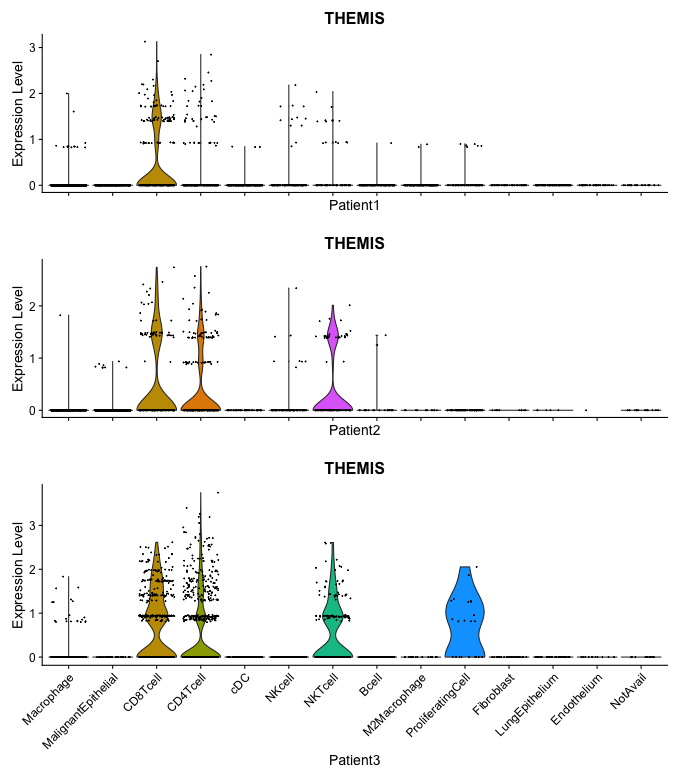 THEMIS
Expression Level
3
2
1
0
Patient1
THEMIS
Expression Level
2
1
0
Patient2
THEMIS
Expression Level
3
2
1
0
Macrophage
MalignantEpithelial
CD8Tcell
CD4Tcell
cDC
NKcell
NKTcell
Bcell
M2Macrophage
ProliferatingCell
Fibroblast
LungEpithelium
Endothelium
NotAvail
Patient3